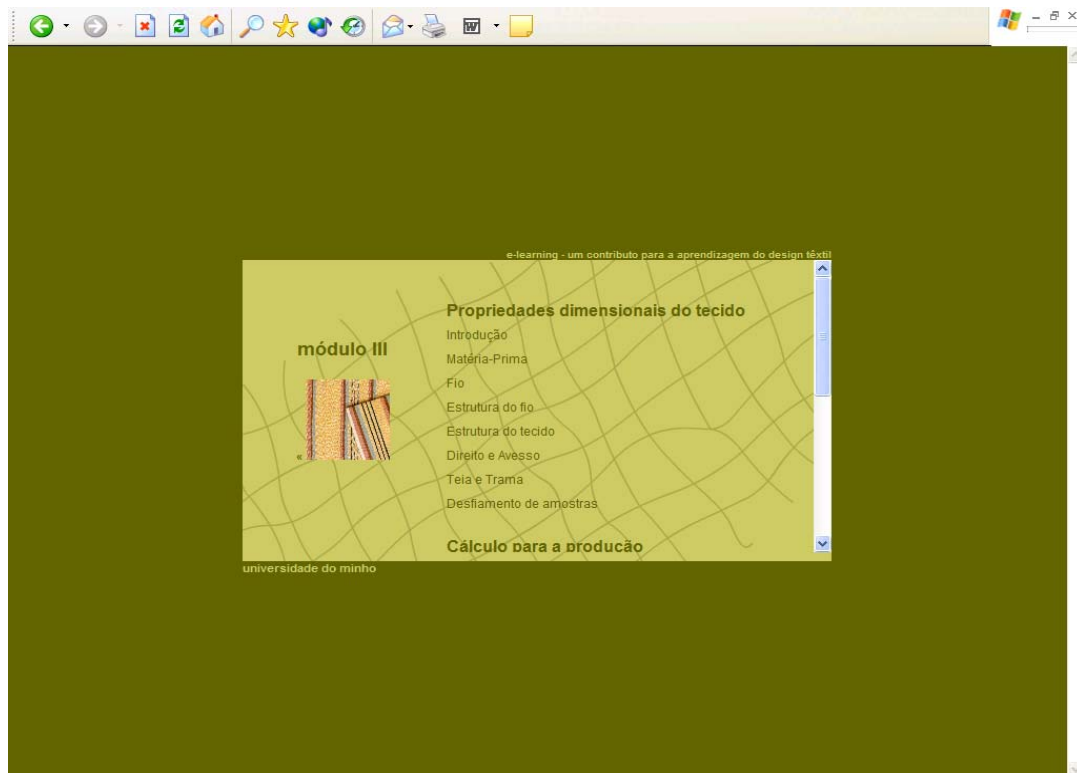 e-learning - um contributo para a aprendizagem do design têxtil
módulo III
«
Propriedades dimensionais do tecido
Introdução
Matéria-Prima
Fio
Estrutura do fio
Estrutura do tecido
Direito e Avesso
Teia e Trama
Desfiamento de amostras
Cálculo para a produção
universidade do minho